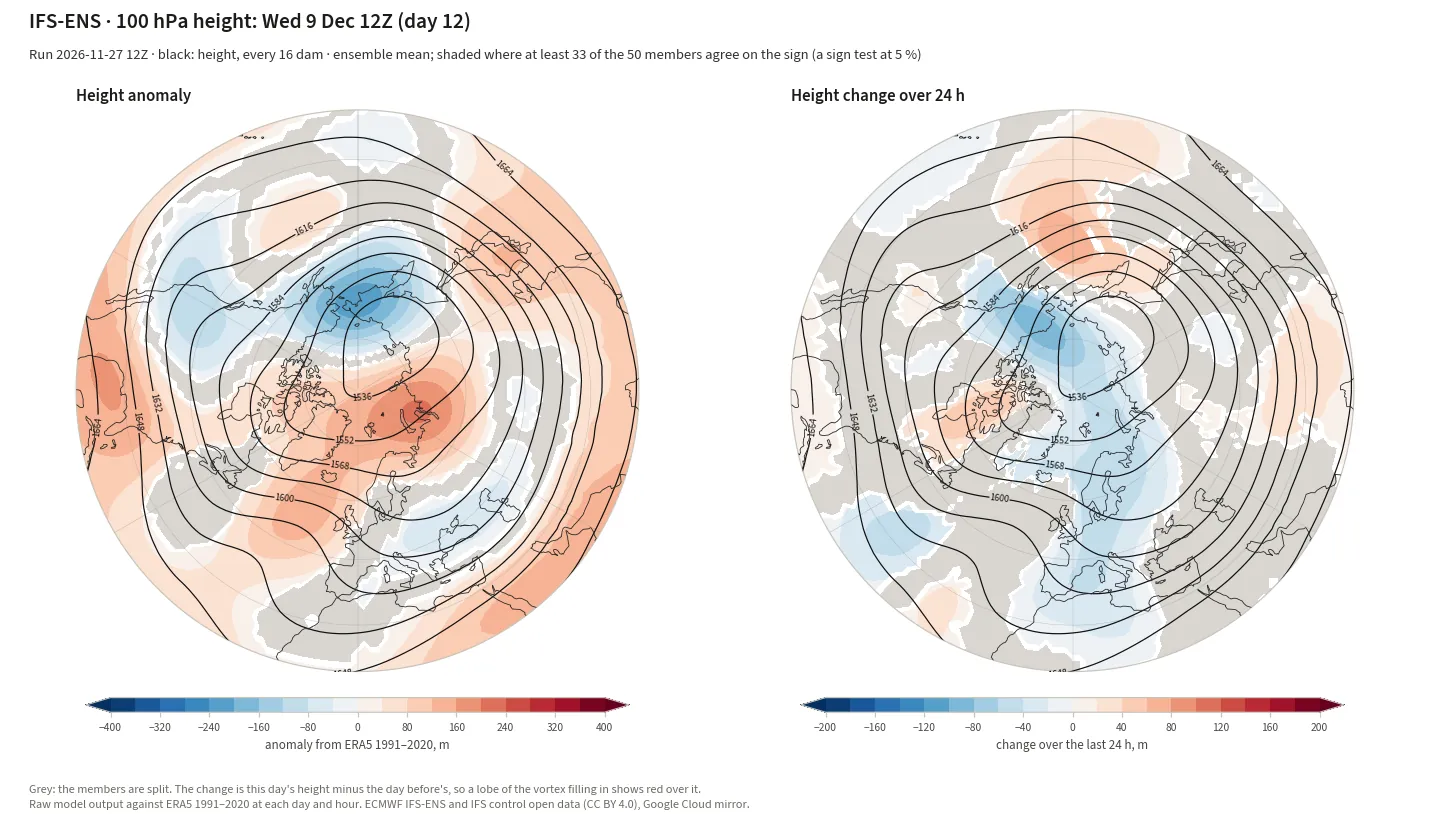 IFS-ENS · 100 hPa height: Wed 9 Dec 12Z (day 12)
Run 2026-11-27 12Z · black: height, every 16 dam · ensemble mean; shaded where at least 33 of the 50 members agree on the sign (a sign test at 5 %)
Height anomaly
Height change over 24 h
1664
1616
1584
1536
1632
1648
1664
1552
1568
1600
1664
1616
1584
1536
1632
1648
1664
1552
1568
1600
−400 −320 −240 −160 −80 0 80 160 240 320 400
anomaly from ERA5 1991–2020, m
−200 −160 −120 −80 −40 0 40 80 120 160 200
change over the last 24 h, m
Grey: the members are split. The change is this day's height minus the day before's, so a lobe of the vortex filling in shows red over it.
Raw model output against ERA5 1991–2020 at each day and hour. ECMWF IFS-ENS and IFS control open data (CC BY 4.0), Google Cloud mirror.